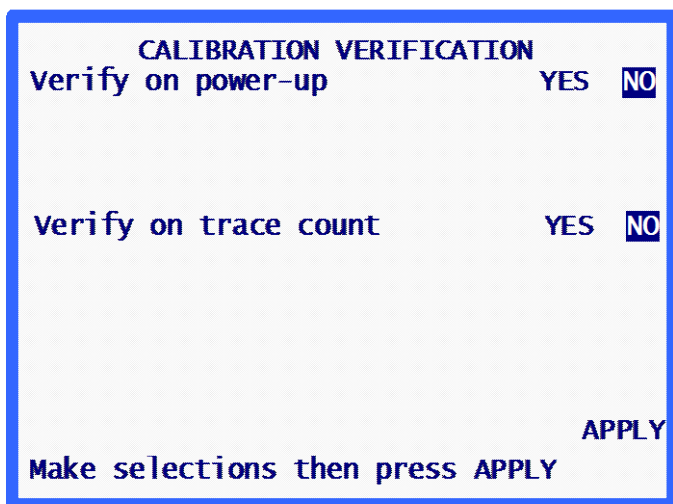 CALIBRATION VERIFICATION
Verify on power-up YES NO
Verify on trace count YES NO
APPLY
Make selections then press APPLY